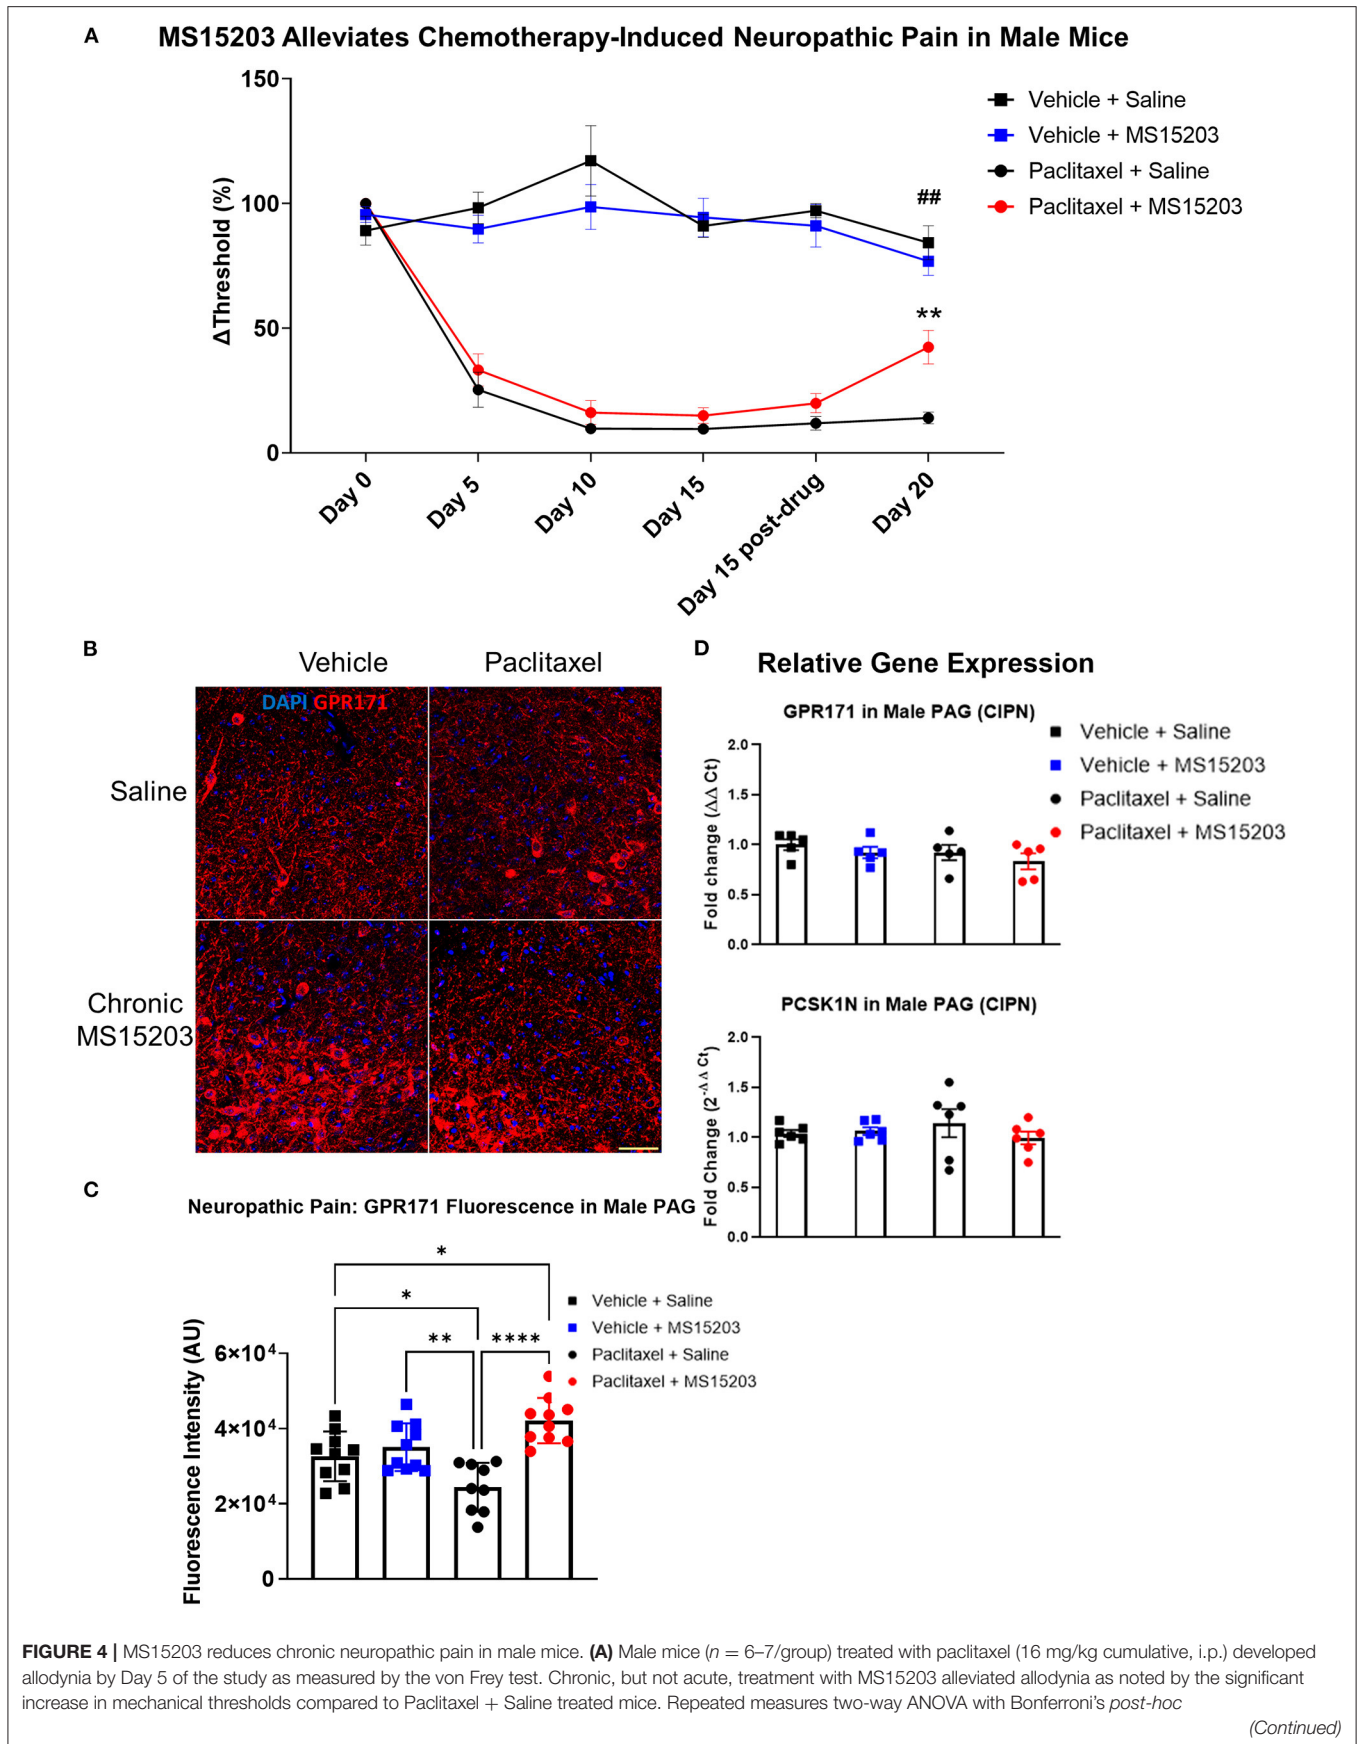 A
MS15203 Alleviates Chemotherapy-Induced Neuropathic Pain in Male Mice
150
100
50
0
ΔThreshold (%)
##
**
Vehicle + Saline
Vehicle + MS15203
Paclitaxel + Saline
Paclitaxel + MS15203
Day 0
Day 5
Day 10
Day 15
Day 15 post-drug
Day 20
B
Vehicle
Paclitaxel
DAPI GPR171
Saline
Chronic
MS15203
C
Neuropathic Pain: GPR171 Fluorescence in Male PAG
*
*
**
****
6×10⁴
4×10⁴
2×10⁴
0
Fluorescence Intensity (AU)
Vehicle + Saline
Vehicle + MS15203
Paclitaxel + Saline
Paclitaxel + MS15203
D
Relative Gene Expression
GPR171 in Male PAG (CIPN)
2.0
1.5
1.0
0.5
0.0
Fold change (ΔΔ Ct)
Vehicle + Saline
Vehicle + MS15203
Paclitaxel + Saline
Paclitaxel + MS15203
PCSK1N in Male PAG (CIPN)
2.0
1.5
1.0
0.5
0.0
Fold Change (2^-Δ Δ Ct)
FIGURE 4 | MS15203 reduces chronic neuropathic pain in male mice. (A) Male mice (n = 6–7/group) treated with paclitaxel (16 mg/kg cumulative, i.p.) developed
allodynia by Day 5 of the study as measured by the von Frey test. Chronic, but not acute, treatment with MS15203 alleviated allodynia as noted by the significant
increase in mechanical thresholds compared to Paclitaxel + Saline treated mice. Repeated measures two-way ANOVA with Bonferroni's post-hoc
(Continued)